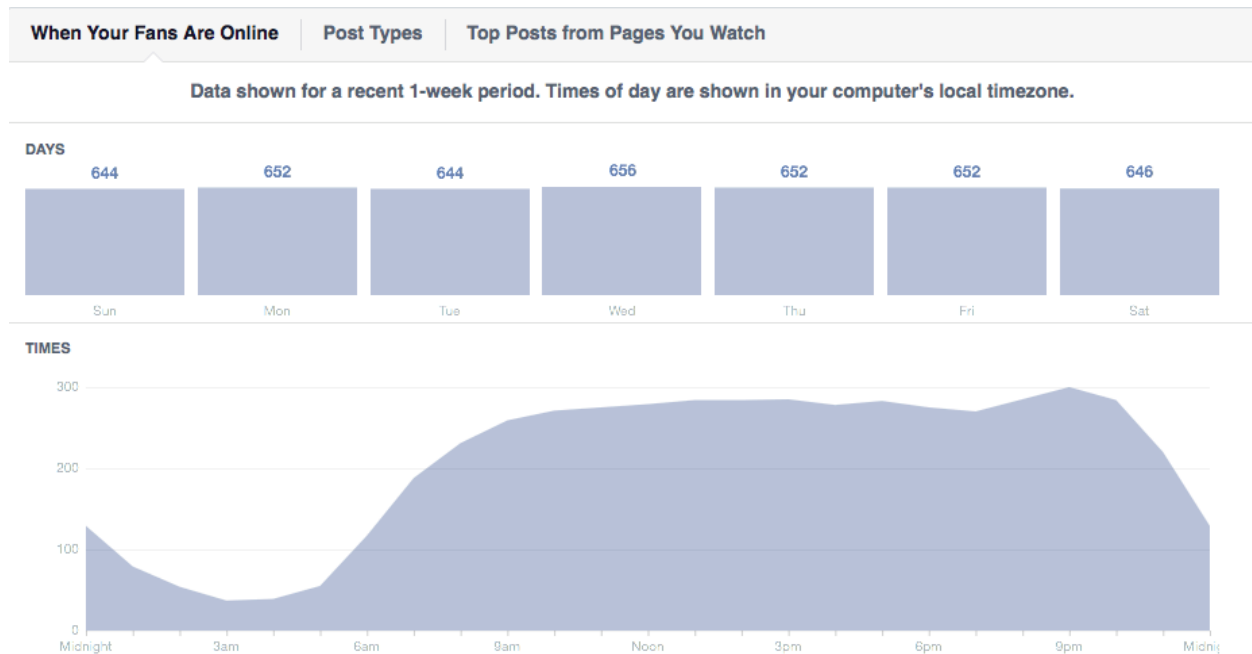 When Your Fans Are Online Post Types Top Posts from Pages You Watch
Data shown for a recent 1-week period. Times of day are shown in your computer's local timezone.
DAYS
644 652 644 656 652 652 646
Sun Mon Tue Wed Thu Fri Sat
TIMES
300
200
100
0
Midnight 3am 6am 9am Noon 3pm 6pm 9pm Midnig